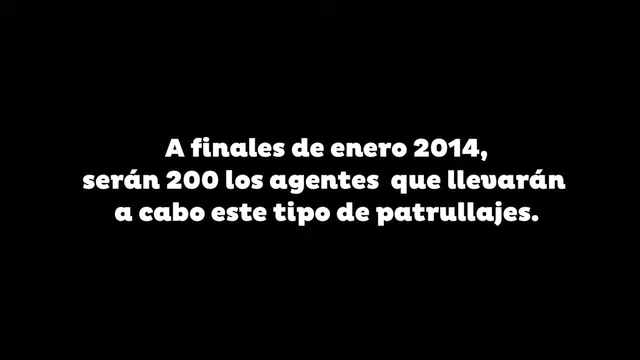 A finales de enero 2014,
serán 200 los agentes que llevarán
a cabo este tipo de patrullajes.